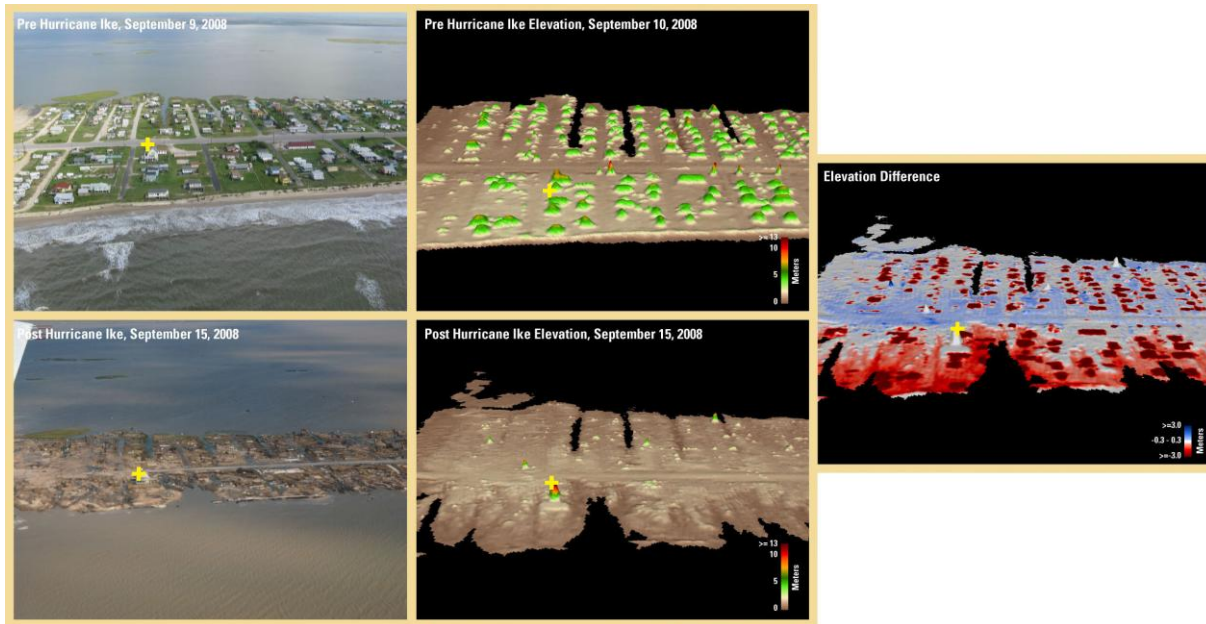 Pre Hurricane Ike, September 9, 2008
Pre Hurricane Ike Elevation, September 10, 2008
>= 13
10
5
0
Meters
Post Hurricane Ike, September 15, 2008
Post Hurricane Ike Elevation, September 15, 2008
>= 13
10
5
0
Meters
Elevation Difference
>=3.0
-0.3 - 0.3
>=-3.0
Meters